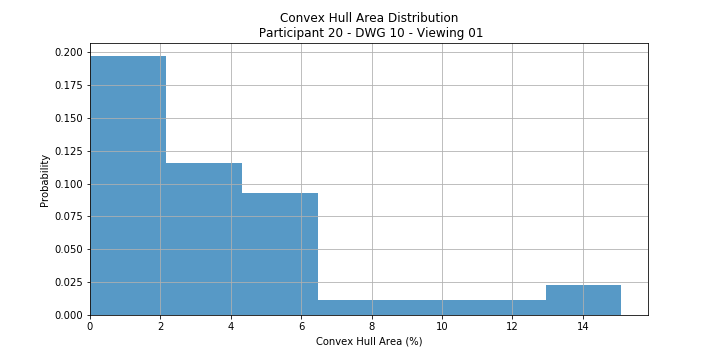 Convex Hull Area Distribution
Participant 20 - DWG 10 - Viewing 01
0.200
0.175
0.150
0.125
0.100
0.075
0.050
0.025
0.000
Probability
0 2 4 6 8 10 12 14
Convex Hull Area (%)